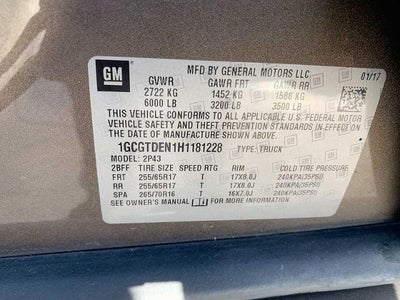 GM
MFD BY GENERAL MOTORS LLC
01/17
GVWR GAWR FRT GAWR RR
2722 KG 1452 KG 1588 KG
6000 LB 3200 LB 3500 LB
THIS VEHICLE CONFORMS TO ALL APPLICABLE U.S. FEDERAL MOTOR
VEHICLE SAFETY AND THEFT PREVENTION STANDARDS IN EFFECT ON
THE DATE OF MANUFACTURE SHOWN ABOVE.
1GCGTDEN1H1181228 TYPE: TRUCK
2P43
2BFF TIRE SIZE SPEED RTG RIM COLD TIRE PRESSURE
FRT 255/65R17 T 17X8.0J 240KPA(35PSI)
RR 255/65R17 T 17X8.0J 240KPA(35PSI)
SPA 265/70R16 T 16X7.0J 240KPA(35PSI)
SEE OWNER'S MANUAL FOR MORE INFORMATION.